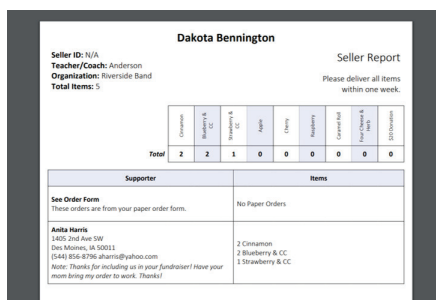 Dakota Bennington
Seller ID: N/A
Teacher/Coach: Anderson
Organization: Riverside Band
Total Items: 5
Seller Report
Please deliver all items
within one week.
Cinnamon
Blueberry & CC
Strawberry & CC
Apple
Cherry
Raspberry
Caramel Roll
Four Cheese & Herb
$20 Donation
Total 2 2 1 0 0 0 0 0 0
Supporter Items
See Order Form
These orders are from your paper order form.
No Paper Orders
Anita Harris
1405 2nd Ave SW
Des Moines, IA 50011
(544) 856-8796 aharris@yahoo.com
Note: Thanks for including us in your fundraiser! Have your
mom bring my order to work. Thanks!
2 Cinnamon
2 Blueberry & CC
1 Strawberry & CC